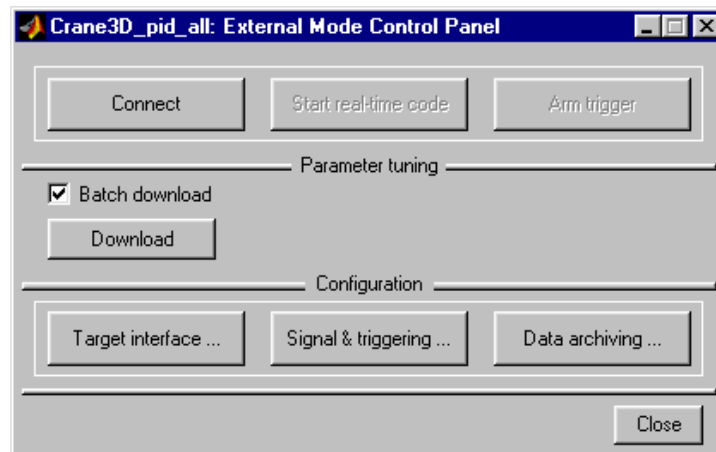 Crane3D_pid_all: External Mode Control Panel
Connect
Start real-time code
Arm trigger
Parameter tuning
Batch download
Download
Configuration
Target interface ...
Signal & triggering ...
Data archiving ...
Close